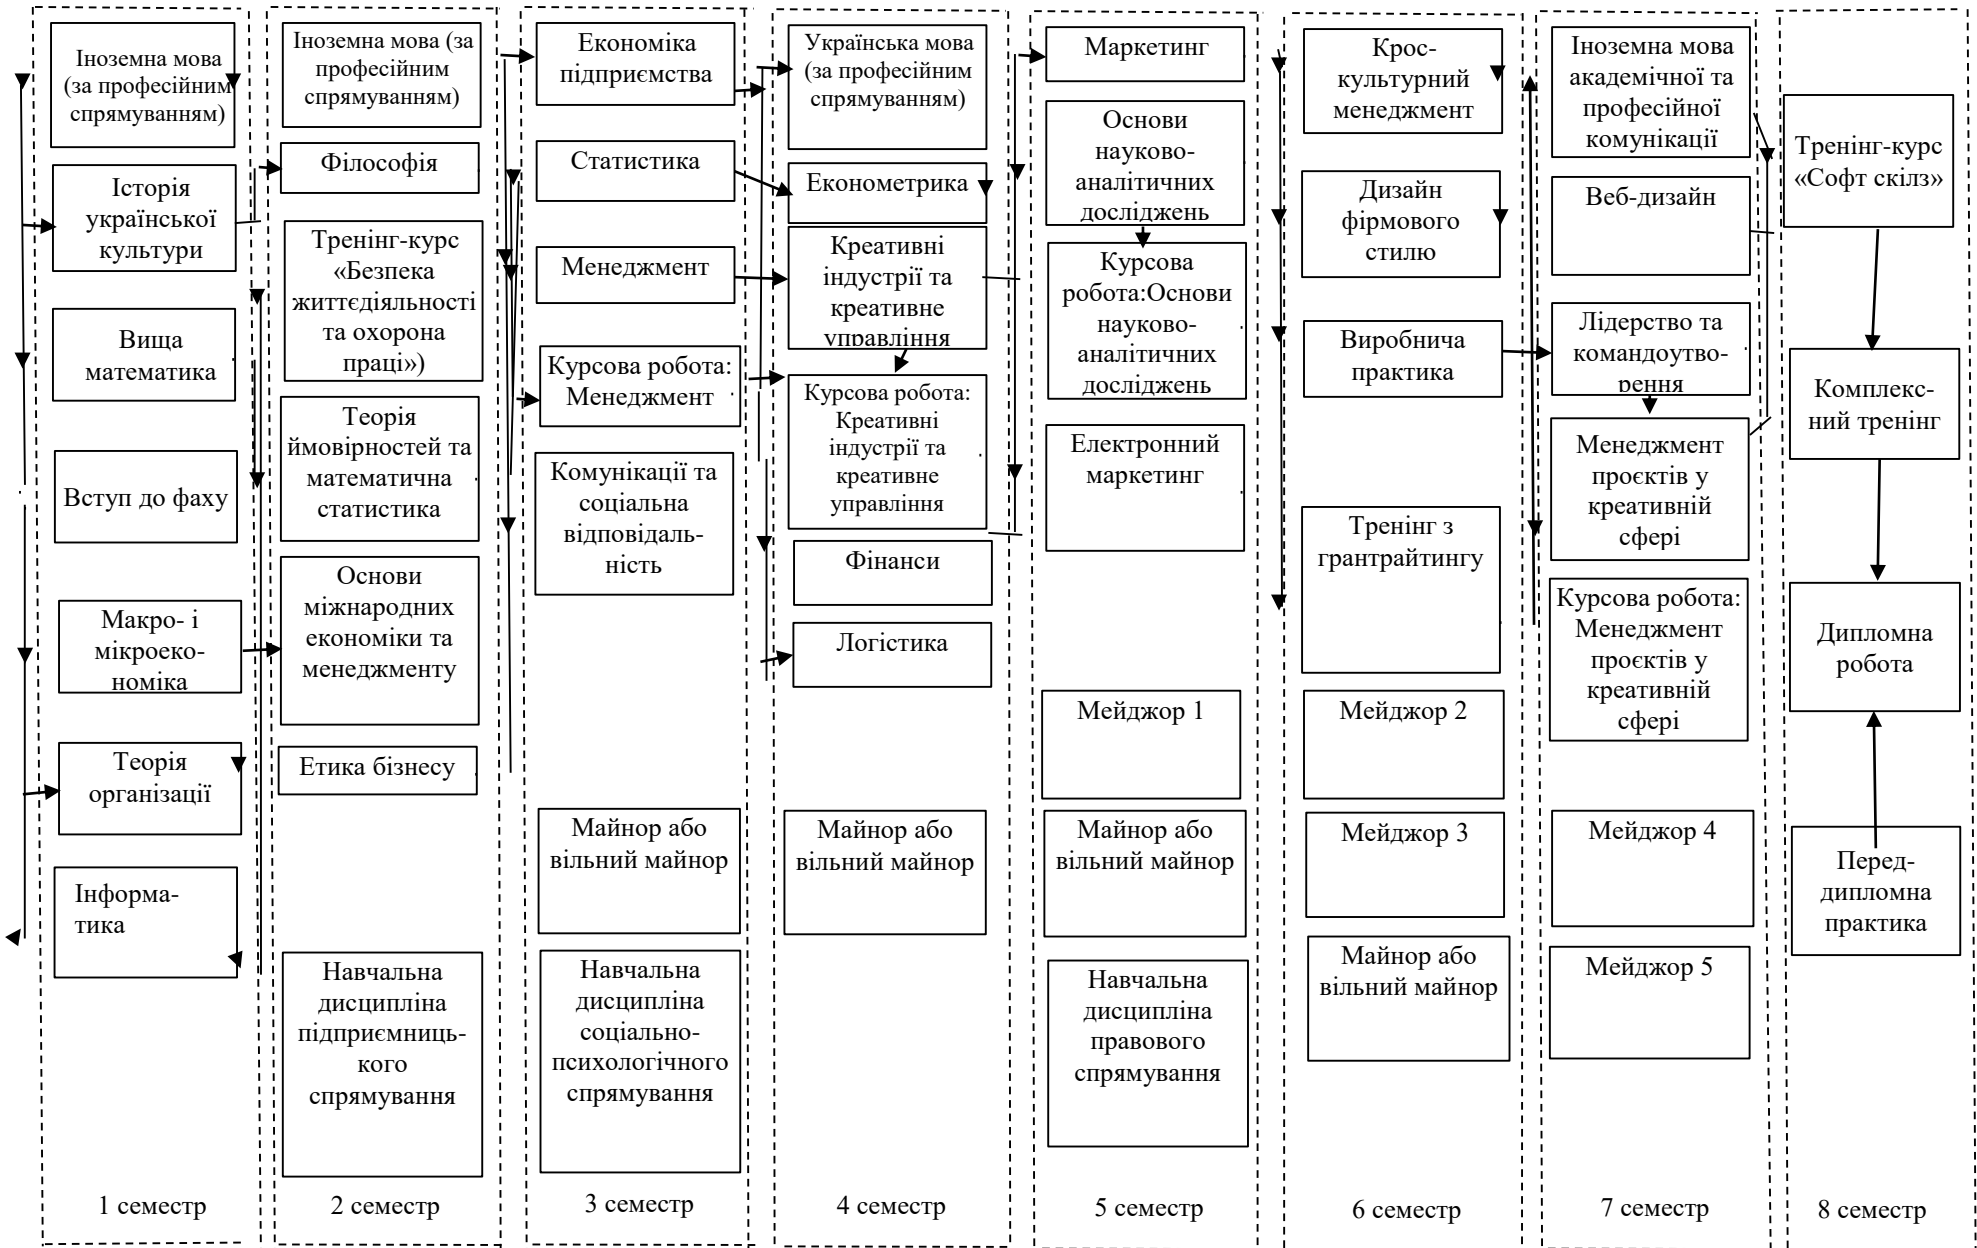 Іноземна мова
(за професійним
спрямуванням)
Історія
української
культури
Вища
математика
Вступ до фаху
Макро- і
мікроеко-
номіка
Теорія
організації
Інформа-
тика
1 семестр
Іноземна мова (за
професійним
спрямуванням)
Філософія
Тренінг-курс
«Безпека
життєдіяльності
та охорона
праці»)
Теорія
ймовірностей та
математична
статистика
Основи
міжнародних
економіки та
менеджменту
Етика бізнесу
Навчальна
дисципліна
підприємниць-
кого
спрямування
2 семестр
Економіка
підприємства
Статистика
Менеджмент
Курсова робота:
Менеджмент
Комунікації та
соціальна
відповідаль-
ність
Майнор або
вільний майнор
Навчальна
дисципліна
соціально-
психологічного
спрямування
3 семестр
Українська мова
(за професійним
спрямуванням)
Економетрика
Креативні
індустрії та
креативне
управління
Курсова робота:
Креативні
індустрії та
креативне
управління
Фінанси
Логістика
Майнор або
вільний майнор
4 семестр
Маркетинг
Основи
науково-
аналітичних
досліджень
Курсова
робота:Основи
науково-
аналітичних
досліджень
Електронний
маркетинг
Мейджор 1
Майнор або
вільний майнор
Навчальна
дисципліна
правового
спрямування
5 семестр
Крос-
культурний
менеджмент
Дизайн
фірмового
стилю
Виробнича
практика
Тренінг з
грантрайтингу
Мейджор 2
Мейджор 3
Майнор або
вільний майнор
6 семестр
Іноземна мова
академічної та
професійної
комунікації
Веб-дизайн
Лідерство та
командоутво-
рення
Менеджмент
проєктів у
креативній
сфері
Курсова робота:
Менеджмент
проєктів у
креативній
сфері
Мейджор 4
Мейджор 5
7 семестр
Тренінг-курс
«Софт скілз»
Комплекс-
ний тренінг
Дипломна
робота
Перед-
дипломна
практика
8 семестр